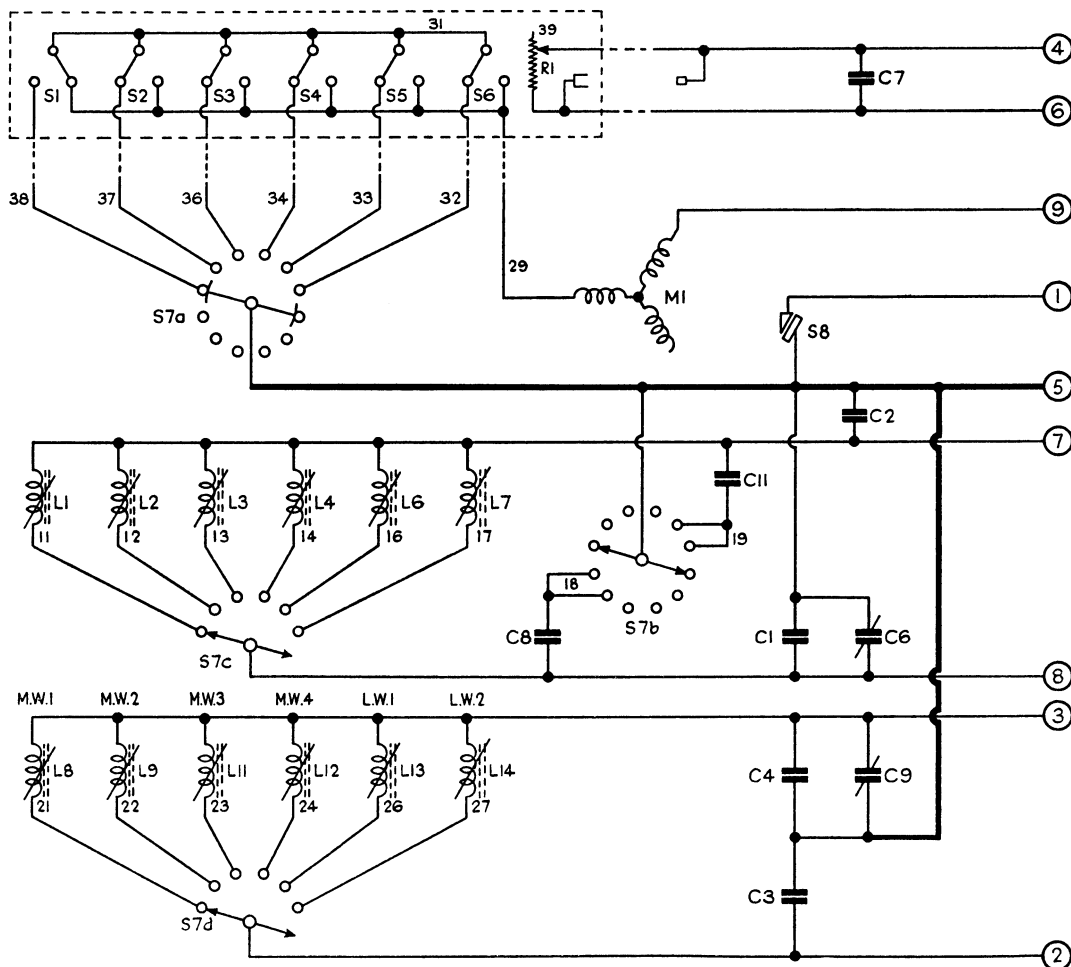 31
39
4
S1 S2 S3 S4 S5 S6 R1 C7
6
38 37 36 34 33 32
9
29
M1
1
S7a
S8
5
C2
7
L1 L2 L3 L4 L6 L7 C11
11 12 13 14 16 17
19
18
S7c C8 S7b C1 C6
8
M.W.1 M.W.2 M.W.3 M.W.4 L.W.1 L.W.2
3
L8 L9 L11 L12 L13 L14 C4 C9
21 22 23 24 26 27
C3
S7d
2